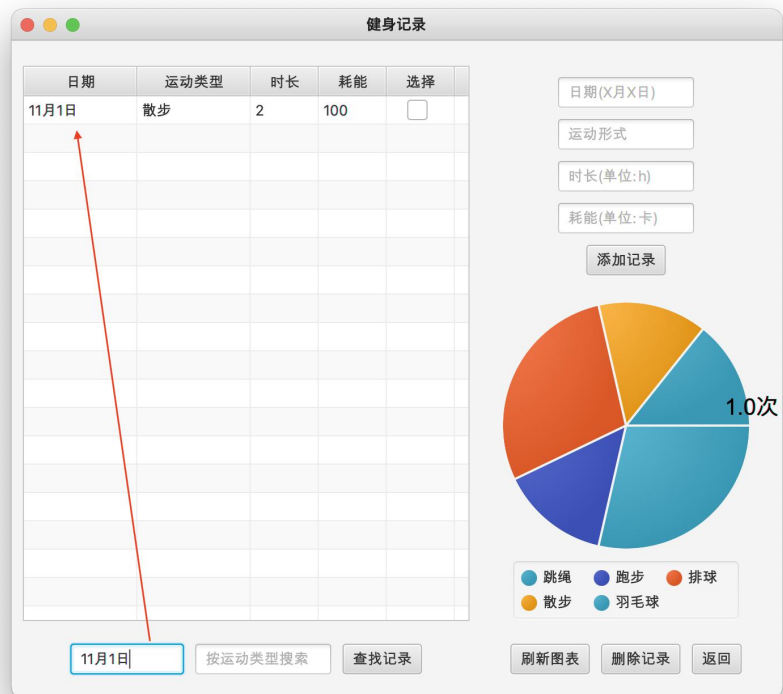 健身记录
日期 运动类型 时长 耗能 选择
11月1日 散步 2 100
日期(X月X日)
运动形式
时长(单位:h)
耗能(单位:卡)
添加记录
1.0次
跳绳 跑步 排球
散步 羽毛球
11月1日 按运动类型搜索 查找记录 刷新图表 删除记录 返回